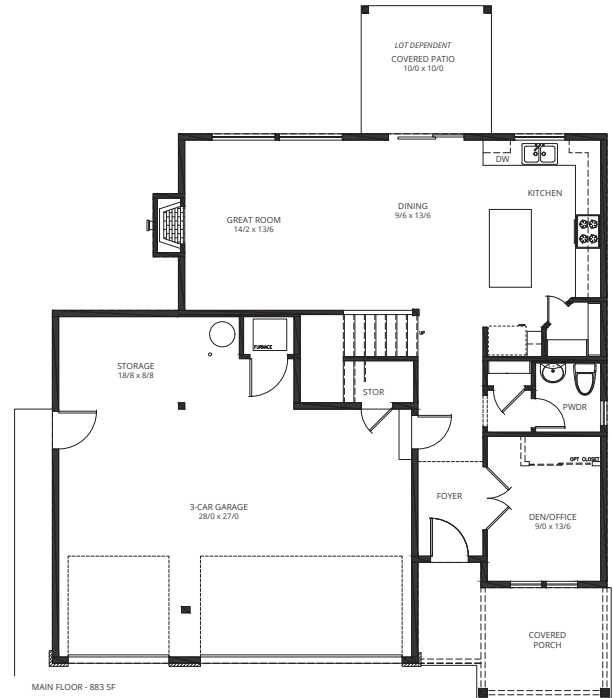 LOT DEPENDENT
COVERED PATIO
10/0 x 10/0
DW
KITCHEN
DINING
9/6 x 13/6
GREAT ROOM
14/2 x 13/6
UP
FURNACE
STORAGE
18/8 x 8/8
STOR
PWDR
OPT CLOSET
FOYER
3-CAR GARAGE
28/0 x 27/0
DEN/OFFICE
9/0 x 13/6
COVERED
PORCH
MAIN FLOOR - 883 SF